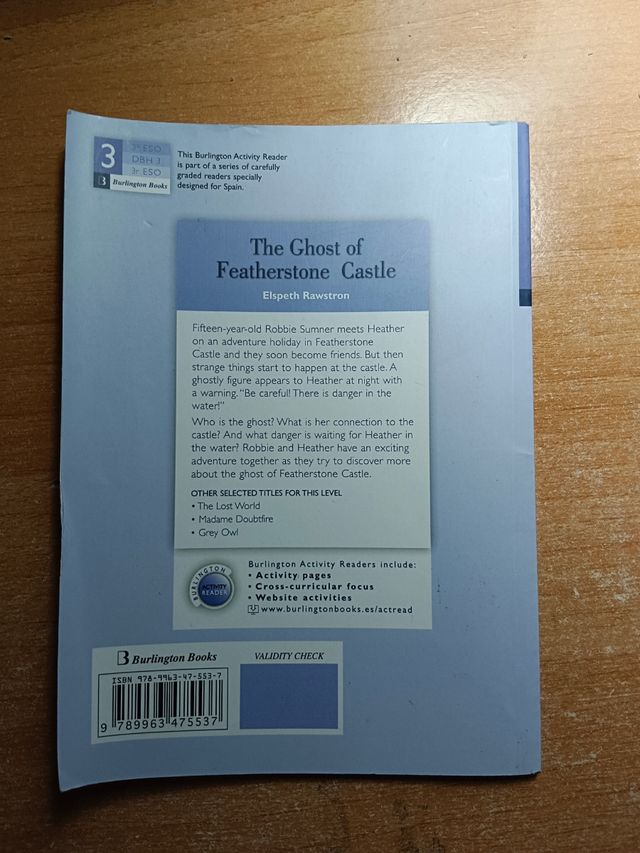 3
3º ESO
DBH 3
3r ESO
B Burlington Books
This Burlington Activity Reader
is part of a series of carefully
graded readers specially
designed for Spain.
The Ghost of
Featherstone Castle
Elspeth Rawstron
Fifteen-year-old Robbie Sumner meets Heather
on an adventure holiday in Featherstone
Castle and they soon become friends. But then
strange things start to happen at the castle. A
ghostly figure appears to Heather at night with
a warning. "Be careful! There is danger in the
water!"
Who is the ghost? What is her connection to the
castle? And what danger is waiting for Heather in
the water? Robbie and Heather have an exciting
adventure together as they try to discover more
about the ghost of Featherstone Castle.
OTHER SELECTED TITLES FOR THIS LEVEL
• The Lost World
• Madame Doubtfire
• Grey Owl
BURLINGTON
ACTIVITY
READER
Burlington Activity Readers include:
• Activity pages
• Cross-curricular focus
• Website activities
www.burlingtonbooks.es/actread
B Burlington Books
VALIDITY CHECK
ISBN 978-9963-47-553-7
9 789963 475537